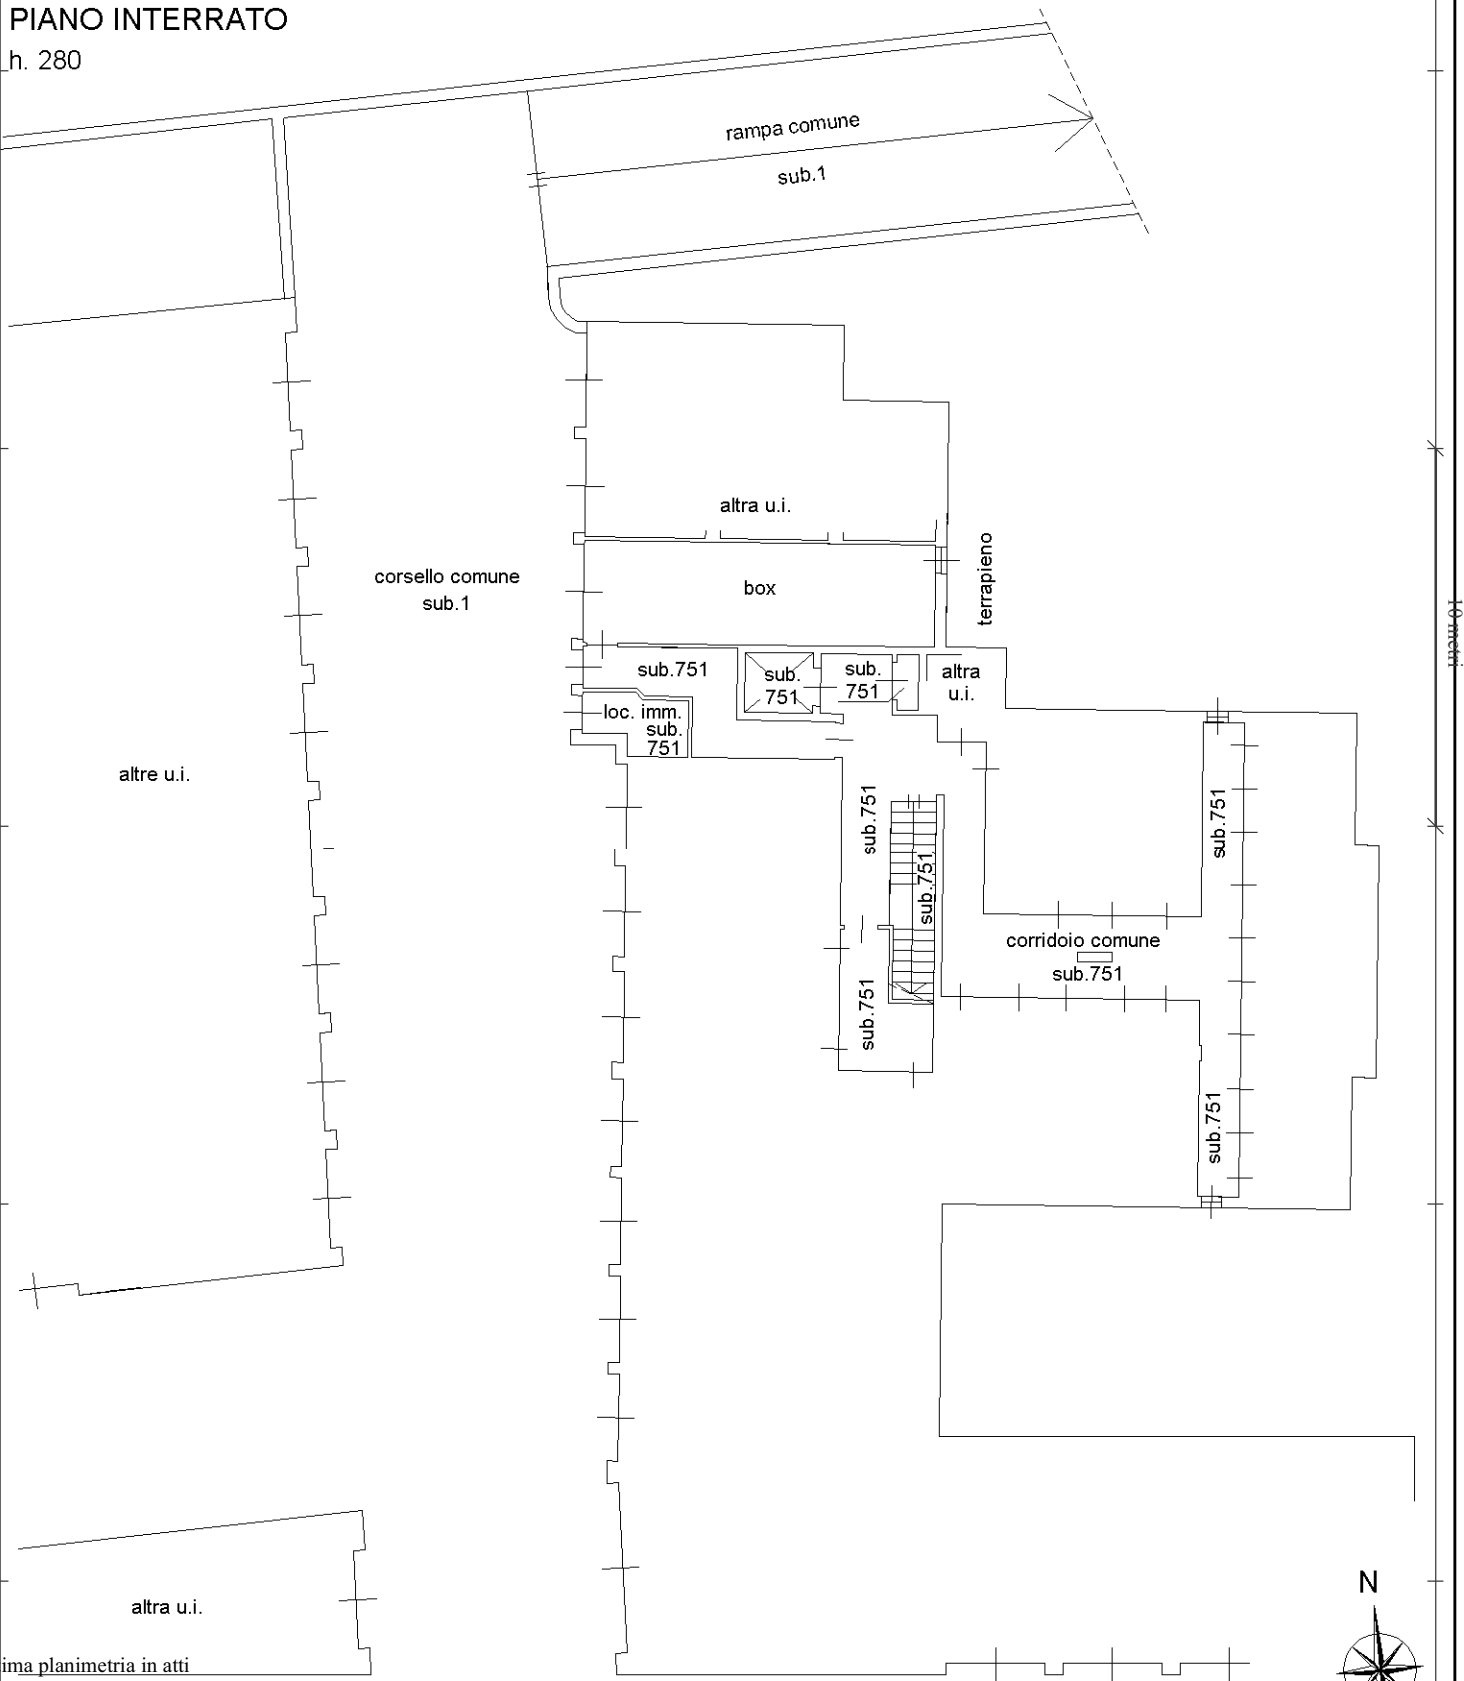 PIANO INTERRATO
h. 280
rampa comune
sub.1
altra u.i.
corsello comune
sub.1
box
terrapieno
10 metri
sub.751
sub.
751
sub.
751
altra
u.i.
loc. imm.
sub.
751
altre u.i.
sub.751
sub.751
sub.751
corridoio comune
sub.751
sub.751
sub.751
N
altra u.i.
ima planimetria in atti